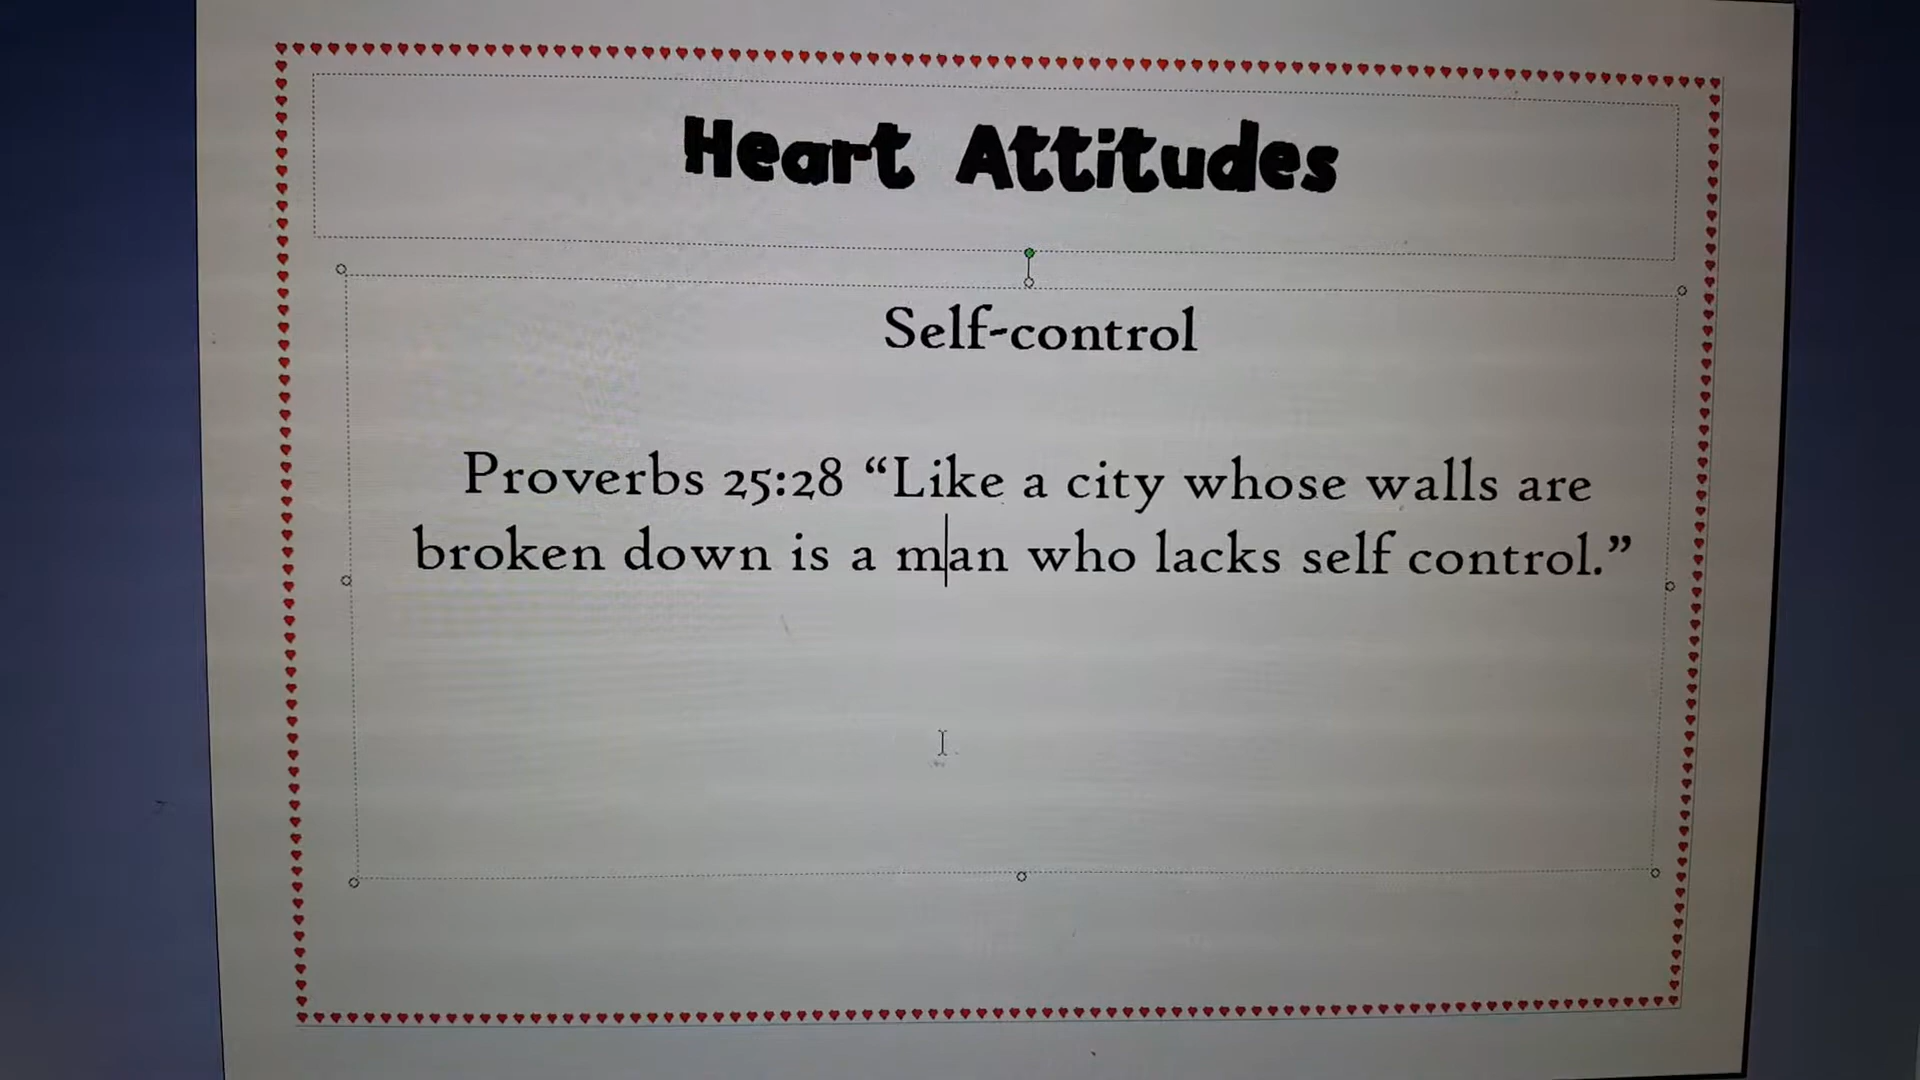 Heart Attitudes
Self-control
Proverbs 25:28 “Like a city whose walls are
broken down is a man who lacks self control.”